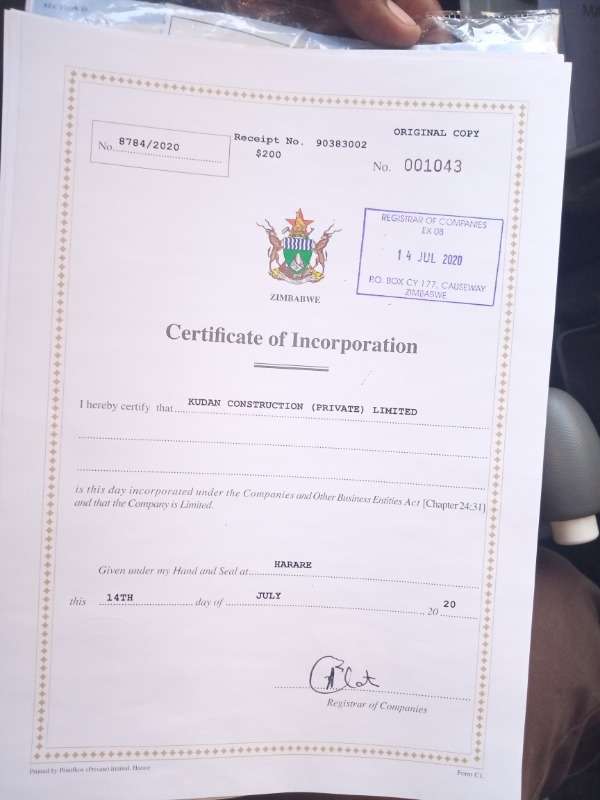 ORIGINAL COPY
No. 8784/2020
Receipt No. 90383002
$200
No. 001043
REGISTRAR OF COMPANIES
EX 08
14 JUL 2020
P.O. BOX CY 177, CAUSEWAY
ZIMBABWE
ZIMBABWE
Certificate of Incorporation
I hereby certify that KUDAN CONSTRUCTION (PRIVATE) LIMITED
is this day incorporated under the Companies and Other Business Entities Act [Chapter 24:31]
and that the Company is Limited.
Given under my Hand and Seal at HARARE
this 14TH day of JULY 20 20
Registrar of Companies
Printed by (Private) Limited, Harare
Form C1.